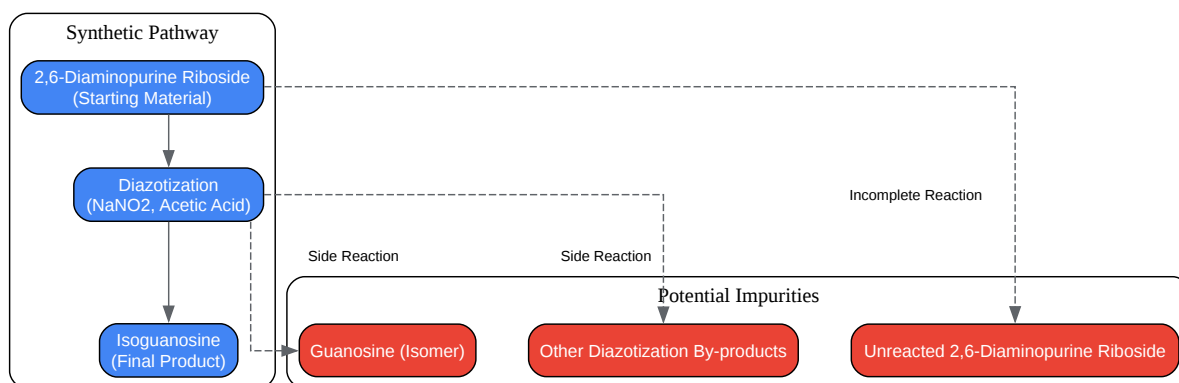 Synthetic Pathway
2,6-Diaminopurine Riboside
(Starting Material)
Diazotization
(NaNO2, Acetic Acid)
Incomplete Reaction
Side Reaction
Side Reaction
Potential Impurities
Isoguanosine
(Final Product)
Guanosine (Isomer)
Other Diazotization By-products
Unreacted 2,6-Diaminopurine Riboside